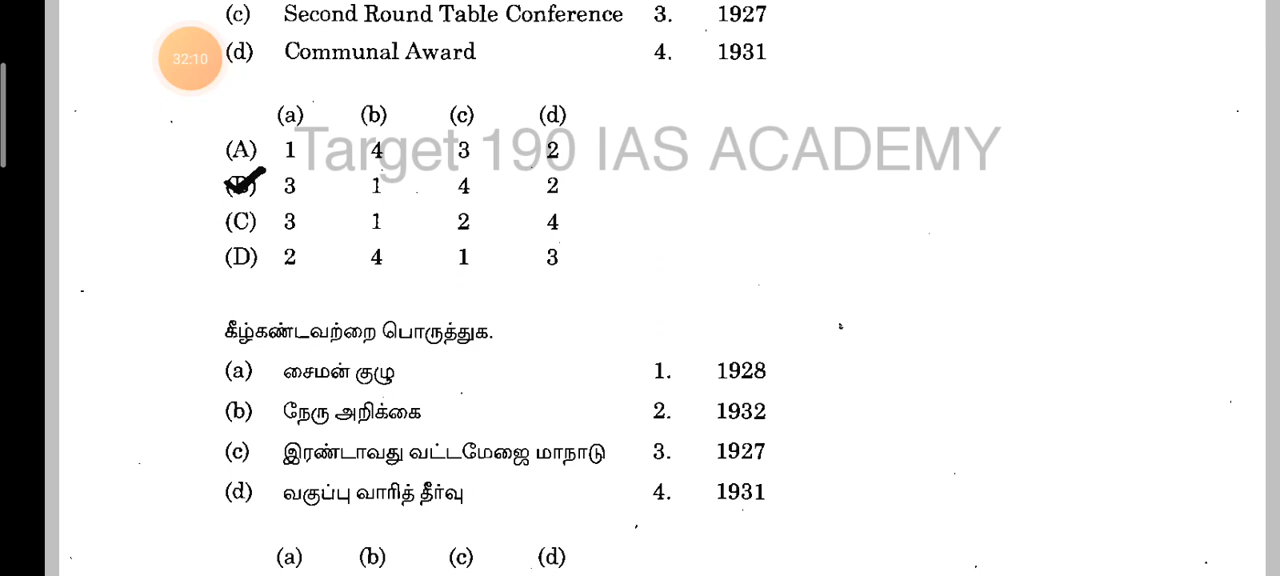 (c) Second Round Table Conference 3. 1927
32:10
(d) Communal Award 4. 1931
(a) (b) (c) (d)
Target 190 IAS ACADEMY
(A) 1 4 3 2
(B) 3 1 4 2
(C) 3 1 2 4
(D) 2 4 1 3
கீழ்கண்டவற்றை பொருத்துக.
(a) சைமன் குழு 1. 1928
(b) நேரு அறிக்கை 2. 1932
(c) இரண்டாவது வட்டமேஜை மாநாடு 3. 1927
(d) வகுப்பு வாரித் தீர்வு 4. 1931
(a) (b) (c) (d)